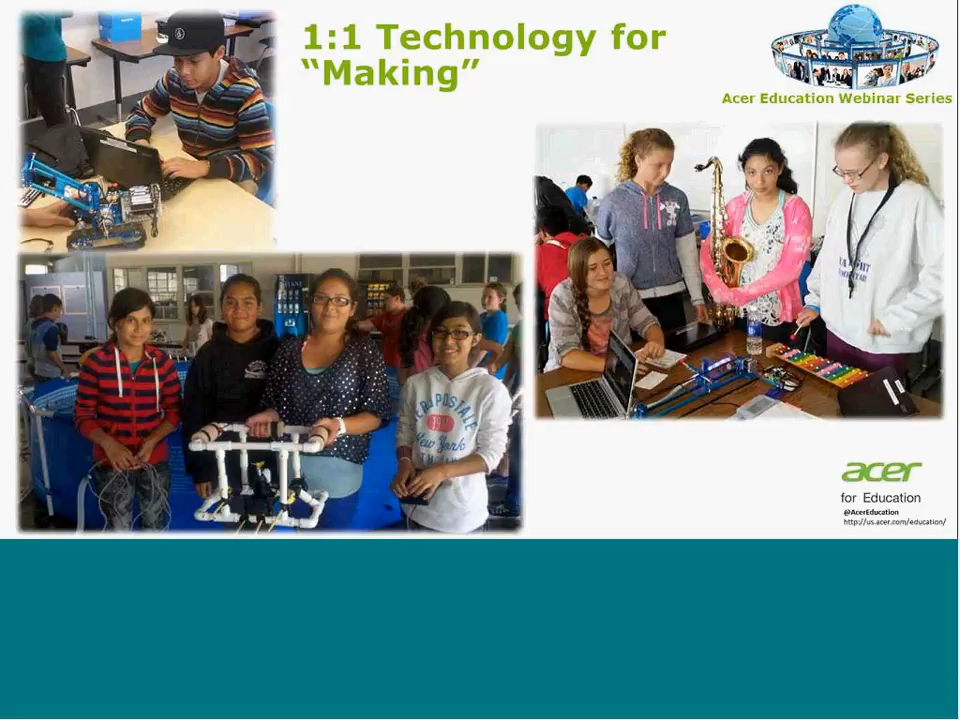 1:1 Technology for
“Making”
Acer Education Webinar Series
AEROPOSTALE
New York
acer
for Education
@AcerEducation
http://us.acer.com/education/